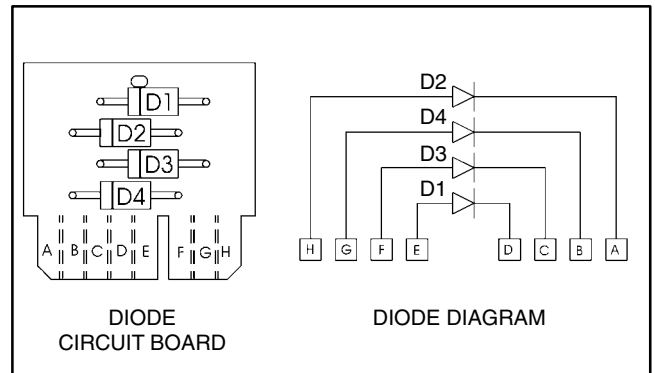 D1
D2
D3
D4
A B C D E F G H
DIODE
CIRCUIT BOARD
D2
D4
D3
D1
H G F E D C B A
DIODE DIAGRAM